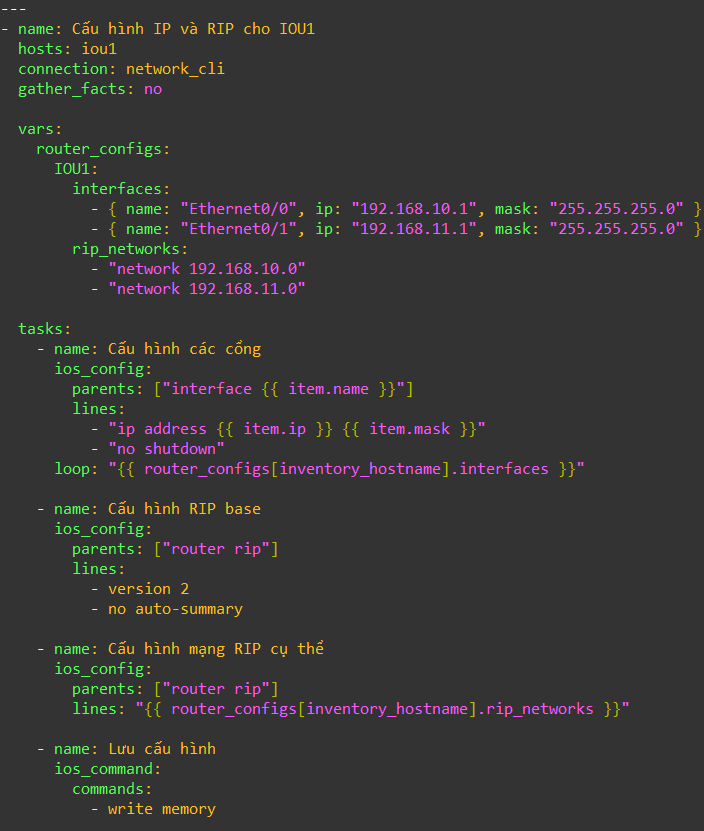 ---
- name: Cấu hình IP và RIP cho IOU1
  hosts: iou1
  connection: network_cli
  gather_facts: no

  vars:
    router_configs:
      IOU1:
        interfaces:
          - { name: "Ethernet0/0", ip: "192.168.10.1", mask: "255.255.255.0" }
          - { name: "Ethernet0/1", ip: "192.168.11.1", mask: "255.255.255.0" }
        rip_networks:
          - "network 192.168.10.0"
          - "network 192.168.11.0"

  tasks:
    - name: Cấu hình các cổng
      ios_config:
        parents: ["interface {{ item.name }}"]
        lines:
          - "ip address {{ item.ip }} {{ item.mask }}"
          - "no shutdown"
      loop: "{{ router_configs[inventory_hostname].interfaces }}"

    - name: Cấu hình RIP base
      ios_config:
        parents: ["router rip"]
        lines:
          - version 2
          - no auto-summary

    - name: Cấu hình mạng RIP cụ thể
      ios_config:
        parents: ["router rip"]
        lines: "{{ router_configs[inventory_hostname].rip_networks }}"

    - name: Lưu cấu hình
      ios_command:
        commands:
          - write memory